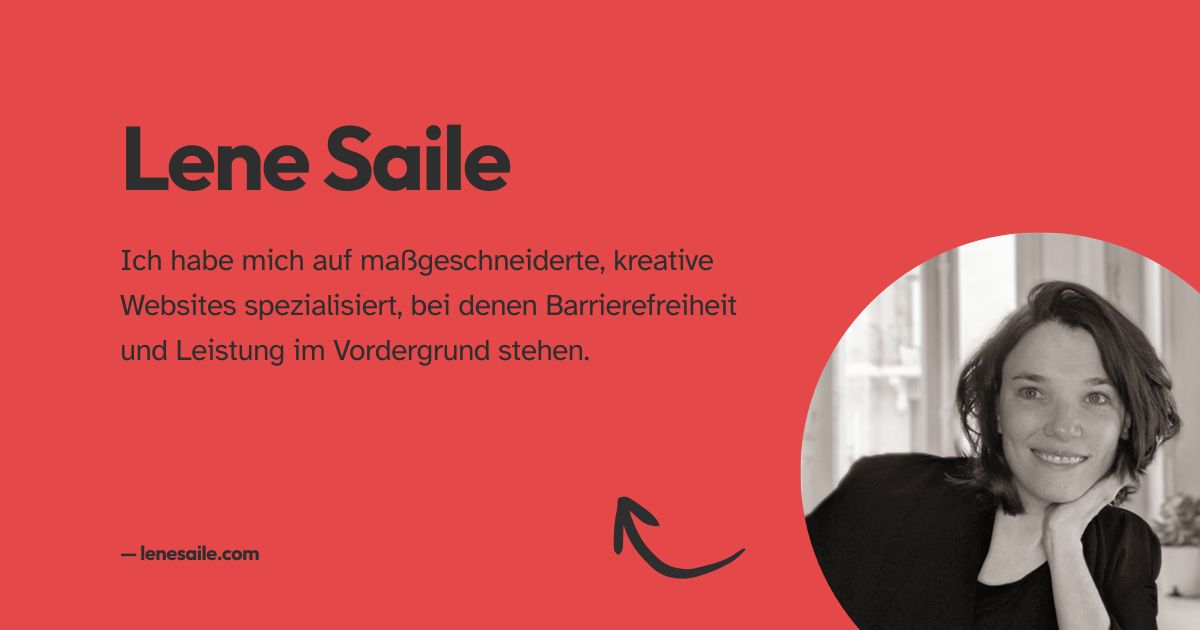 Lene Saile
Ich habe mich auf maßgeschneiderte, kreative
Websites spezialisiert, bei denen Barrierefreiheit
und Leistung im Vordergrund stehen.
— lenesaile.com